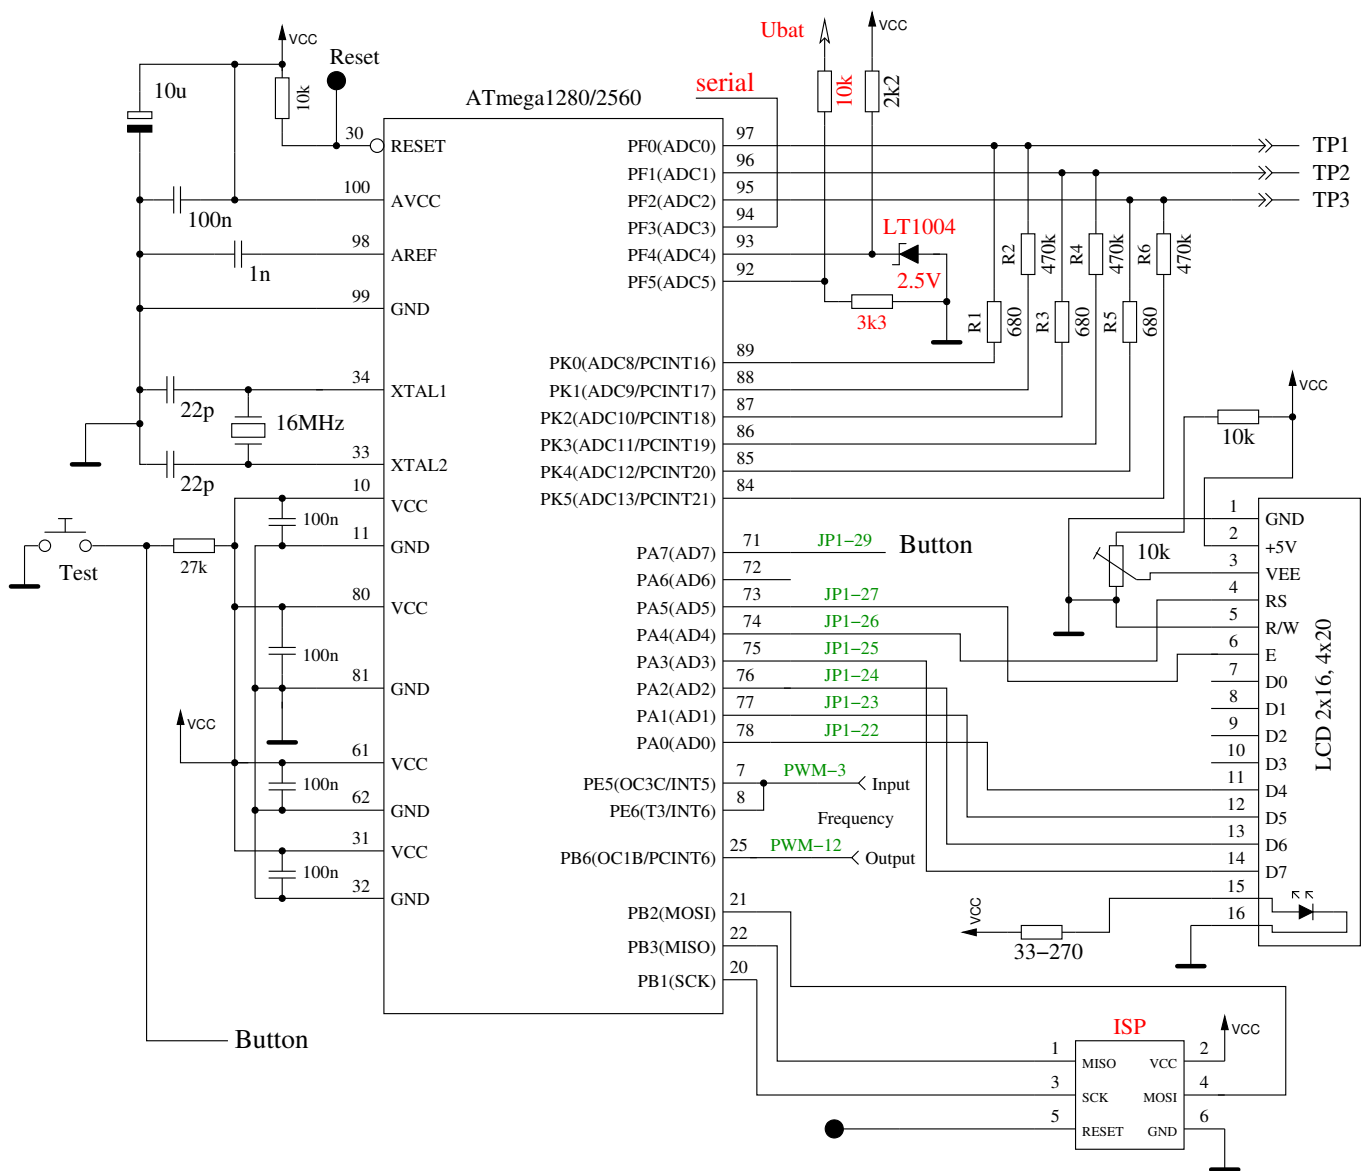 Ubat
VCC
10k
2k2
VCC
Reset
10u
10k
serial
ATmega1280/2560
30
RESET
100
AVCC
100n
98
AREF
1n
99
GND
34
XTAL1
22p
16MHz
33
XTAL2
22p
10
VCC
100n
11
GND
Test
27k
80
VCC
100n
81
GND
VCC
61
VCC
100n
62
GND
31
VCC
100n
32
GND
Button
PF0(ADC0)
97
TP1
PF1(ADC1)
96
TP2
PF2(ADC2)
95
TP3
PF3(ADC3)
94
PF4(ADC4)
93
PF5(ADC5)
92
LT1004
2.5V
3k3
R1
680
R2
470k
R3
680
R4
470k
R5
680
R6
470k
PK0(ADC8/PCINT16)
89
PK1(ADC9/PCINT17)
88
PK2(ADC10/PCINT18)
87
PK3(ADC11/PCINT19)
86
PK4(ADC12/PCINT20)
85
PK5(ADC13/PCINT21)
84
PA7(AD7)
71
JP1−29
Button
PA6(AD6)
72
PA5(AD5)
73
JP1−27
PA4(AD4)
74
JP1−26
PA3(AD3)
75
JP1−25
PA2(AD2)
76
JP1−24
PA1(AD1)
77
JP1−23
PA0(AD0)
78
JP1−22
PE5(OC3C/INT5)
7
PWM−3
Input
PE6(T3/INT6)
8
Frequency
PB6(OC1B/PCINT6)
25
PWM−12
Output
PB2(MOSI)
21
PB3(MISO)
22
PB1(SCK)
20
VCC
10k
10k
1
GND
2
+5V
3
VEE
4
RS
5
R/W
6
E
7
D0
8
D1
9
D2
10
D3
11
D4
12
D5
13
D6
14
D7
15
16
LCD 2x16, 4x20
VCC
33−270
ISP
VCC
1
MISO
VCC
2
3
SCK
MOSI
4
5
RESET
GND
6